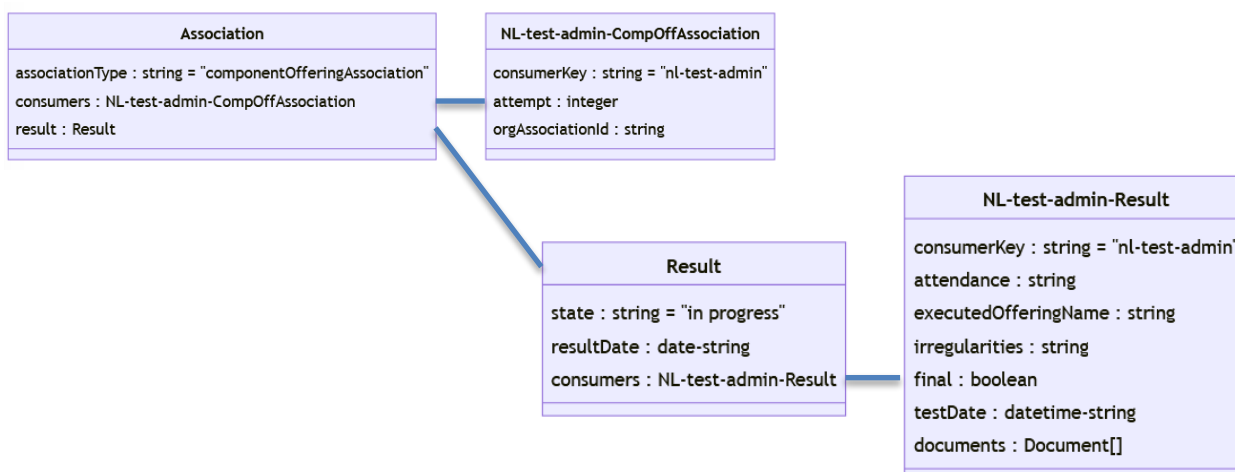 Association
associationType : string = "componentOfferingAssociation"
consumers : NL-test-admin-CompOffAssociation
result : Result
NL-test-admin-CompOffAssociation
consumerKey : string = "nl-test-admin"
attempt : integer
orgAssociationId : string
Result
state : string = "in progress"
resultDate : date-string
consumers : NL-test-admin-Result
NL-test-admin-Result
consumerKey : string = "nl-test-admin"
attendance : string
executedOfferingName : string
irregularities : string
final : boolean
testDate : datetime-string
documents : Document[]